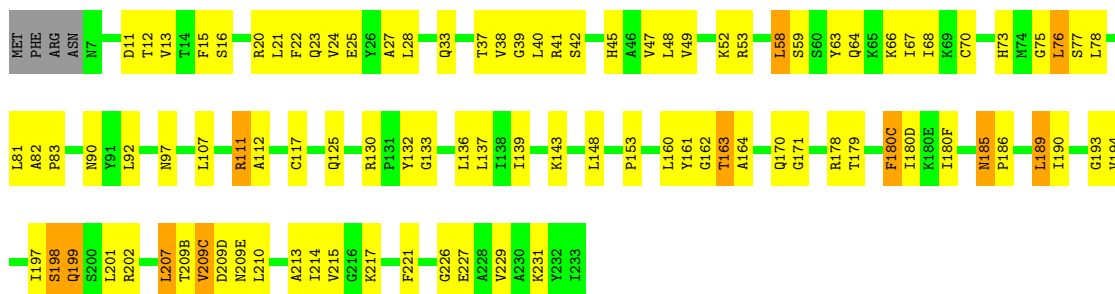 MET PHE ARG ASN N7 D11 T12 V13 T14 F15 S16 R20 L21 F22 Q23 V24 E25 Y26 A27 L28 Q33 T37 V38 G39 L40 R41 S42 H45 A46 V47 L48 V49 K52 R53 L58 S59 S60 Y63 Q64 K65 K66 I67 I68 K69 C70 H73 M74 G75 L76 S77 L78
L81 A82 P83 N90 Y91 L92 N97 L107 R111 A112 C117 Q125 R130 P131 Y132 G133 L136 L137 I138 I139 K143 L148 P153 L160 Y161 G162 T163 A164 Q170 G171 R178 T179 F180C I180D K180E I180F N185 P186 L189 I190 G193
I197 S198 Q199 S200 L201 R202 L207 T209B V209C D209D N209E L210 A213 I214 V215 G216 K217 F221 G226 E227 A228 V229 A230 K231 Y232 I233